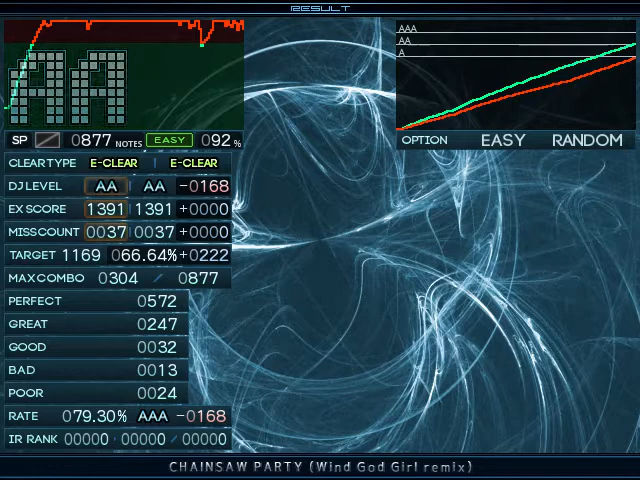 RESULT
AAA
AA
A
AA
SP 0877 NOTES EASY 092 %
OPTION EASY RANDOM
CLEAR TYPE E-CLEAR | E-CLEAR
DJ LEVEL AA AA -0168
EX SCORE 1391 1391 +0000
MISSCOUNT 0037 0037 +0000
TARGET 1169 066.64% +0222
MAXCOMBO 0304 / 0877
PERFECT 0572
GREAT 0247
GOOD 0032
BAD 0013
POOR 0024
RATE 079.30% AAA -0168
IR RANK 00000 · 00000 / 00000
CHAINSAW PARTY (Wind God Girl remix)